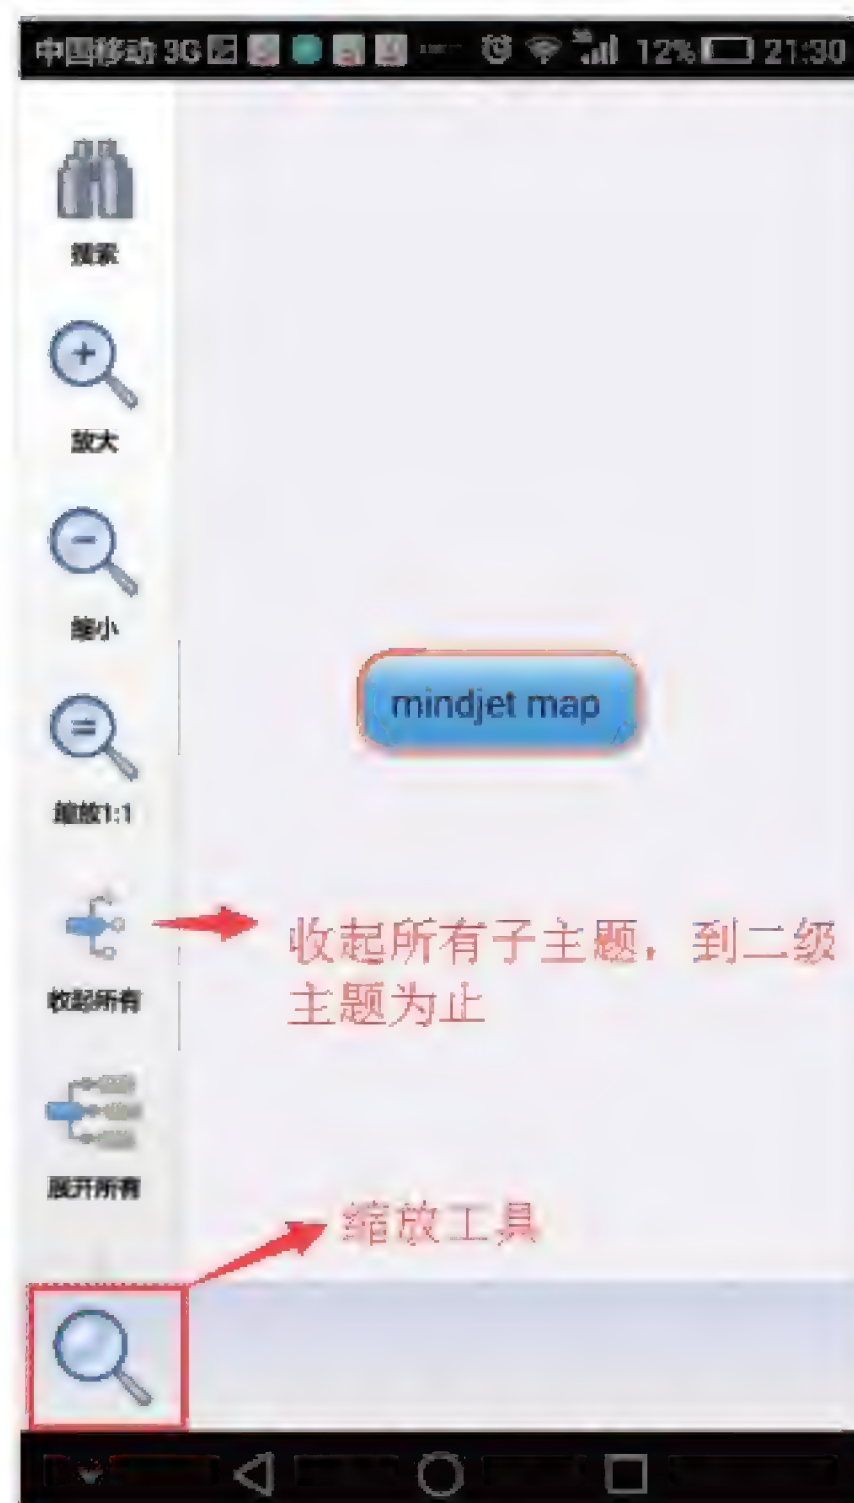 中国移动 3G 12% 21:30
搜索
放大
缩小
mindjet map
缩放1:1
收起所有子主题，到二级
主题为止
收起所有
展开所有
缩放工具